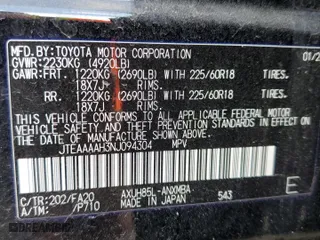 MFD.BY:TOYOTA MOTOR CORPORATION 01/2
GVWR:2230KG (4920LB)
GAWR:FRT. 1220KG (2690LB) WITH 225/60R18 TIRES.
18X7J RIMS.
RR. 1220KG (2690LB) WITH 225/60R18 TIRES.
18X7J RIMS.
THIS VEHICLE CONFORMS TO ALL APPLICABLE FEDERAL MOTOR
VEHICLE SAFETY AND THEFT PREVENTION STANDARDS IN
EFFECT ON THE DATE OF MANUFACTURE SHOWN ABOVE.
JTEAAAAH3NJ094304 MPV
C/TR:202/FA20 AXUH85L-ANXMBA
A/TM: /P710 MADE IN JAPAN 543 E